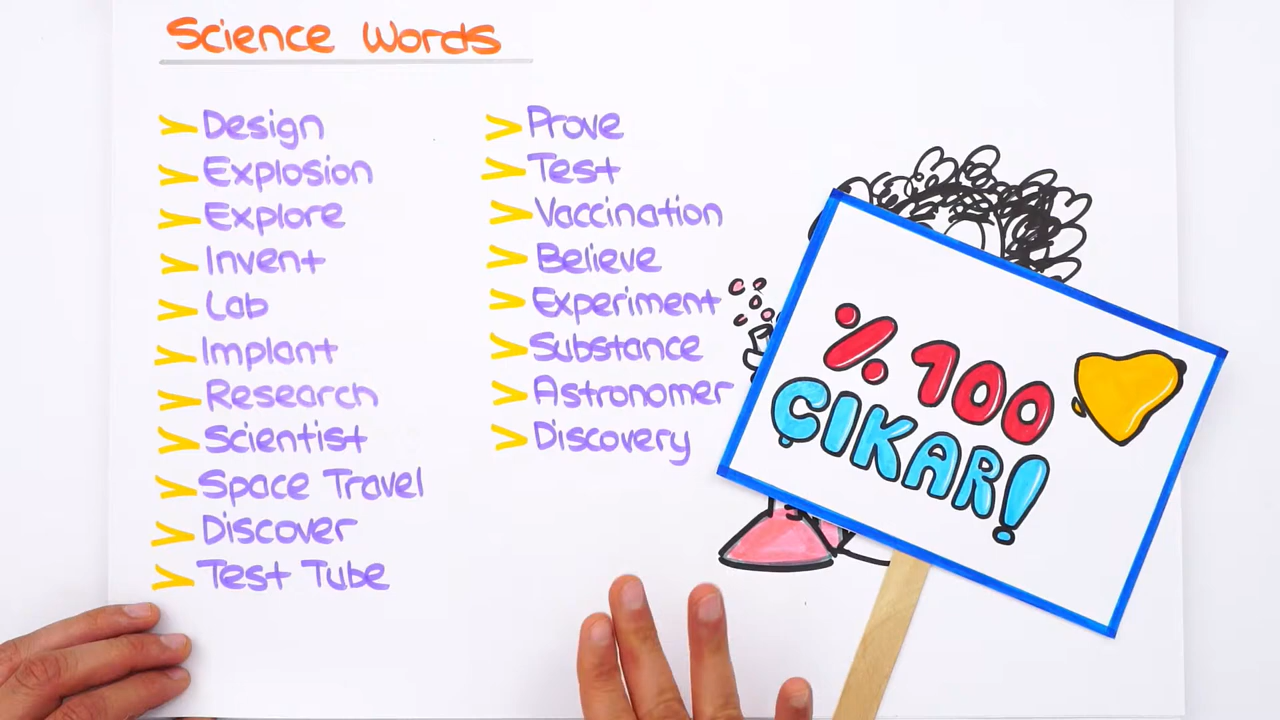 Science Words
Design
Explosion
Explore
Invent
Lab
Implant
Research
Scientist
Space Travel
Discover
Test Tube
Prove
Test
Vaccination
Believe
Experiment
Substance
Astronomer
Discovery
% 100
ÇIKAR!